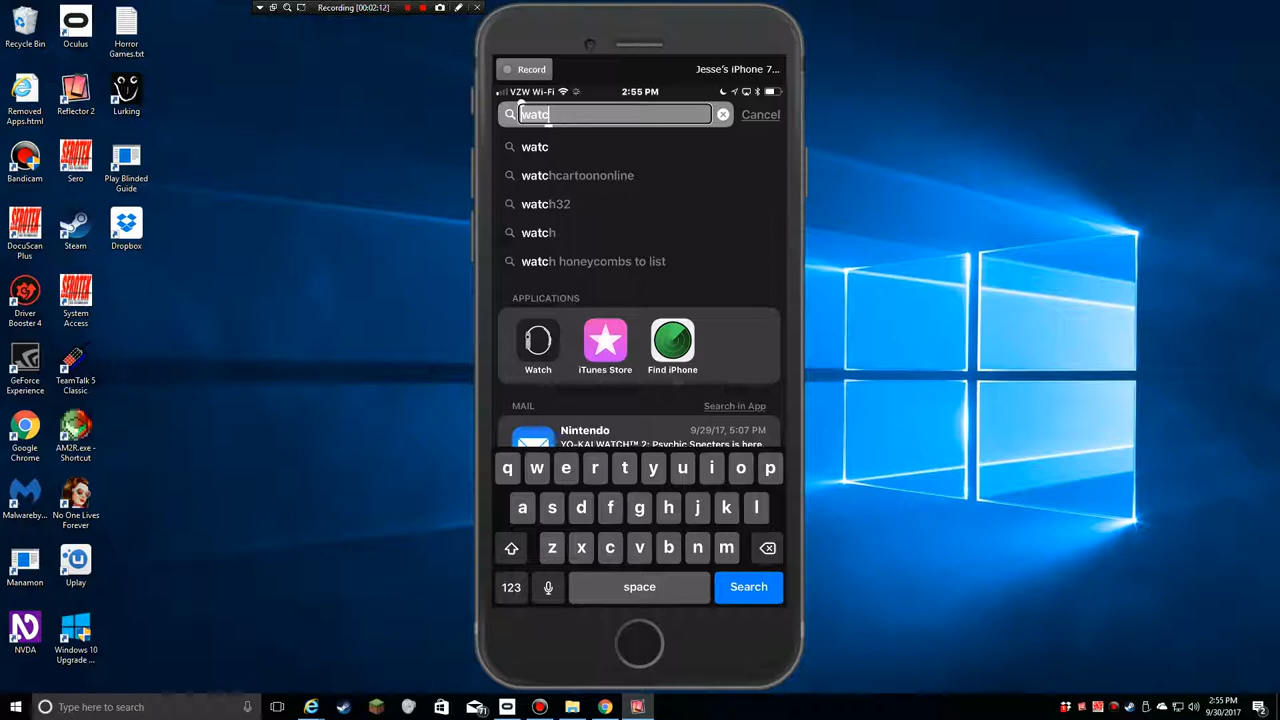 Recording [00:02:12]
Recycle Bin
Oculus
Horror Games.txt
Removed Apps.html
Reflector 2
Lurking
Bandicam
SEROTEK
Sero
Play Blinded Guide
SEROTEK
DocuScan Plus
Steam
Dropbox
Driver Booster 4
SEROTEK
System Access
GeForce Experience
TeamTalk 5 Classic
Google Chrome
AM2R.exe - Shortcut
Malwareby...
No One Lives Forever
Manamon
Uplay
NVDA
Windows 10 Upgrade ...
Record
Jesse's iPhone 7...
VZW Wi-Fi
2:55 PM
watc
Cancel
watc
watchcartoononline
watch32
watch
watch honeycombs to list
APPLICATIONS
Watch
iTunes Store
Find iPhone
MAIL
Search in App
Nintendo
9/29/17, 5:07 PM
YO-KAI WATCH™ 2: Psychic Specters is here.
q w e r t y u i o p
a s d f g h j k l
z x c v b n m
123
space
Search
Type here to search
71
2:55 PM
9/30/2017
2